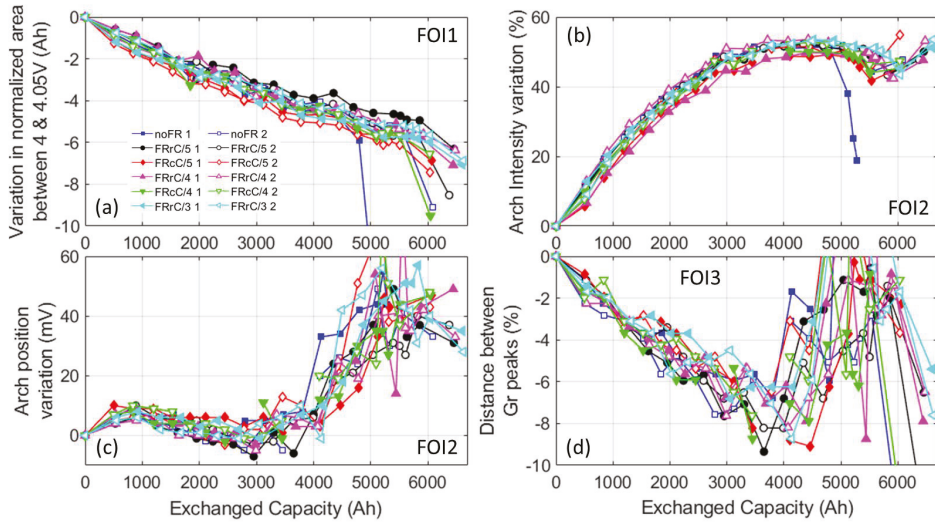 Variation in normalized area
between 4 & 4.05V (Ah)
0
-2
-4
-6
-8
-10
FOI1
noFR 1
noFR 2
FRrC/5 1
FRrC/5 2
FRcC/5 1
FRcC/5 2
FRrC/4 1
FRrC/4 2
FRcC/4 1
FRcC/4 2
FRrC/3 1
FRrC/3 2
(a)
0 1000 2000 3000 4000 5000 6000
Arch Intensity variation (%)
60
40
20
0
(b)
FOI2
0 1000 2000 3000 4000 5000 6000
Arch position
variation (mV)
60
40
20
0
(c)
FOI2
0 1000 2000 3000 4000 5000 6000
Exchanged Capacity (Ah)
Distance between
Gr peaks (%)
0
-2
-4
-6
-8
-10
FOI3
(d)
0 1000 2000 3000 4000 5000 6000
Exchanged Capacity (Ah)